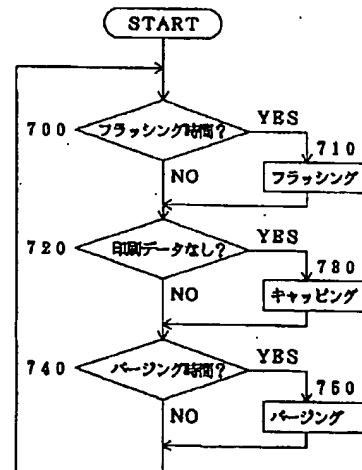 START
700
フラッシング時間?
YES
710
フラッシング
NO
720
印刷データなし?
YES
730
キャッピング
NO
740
パージング時間?
YES
750
パージング
NO